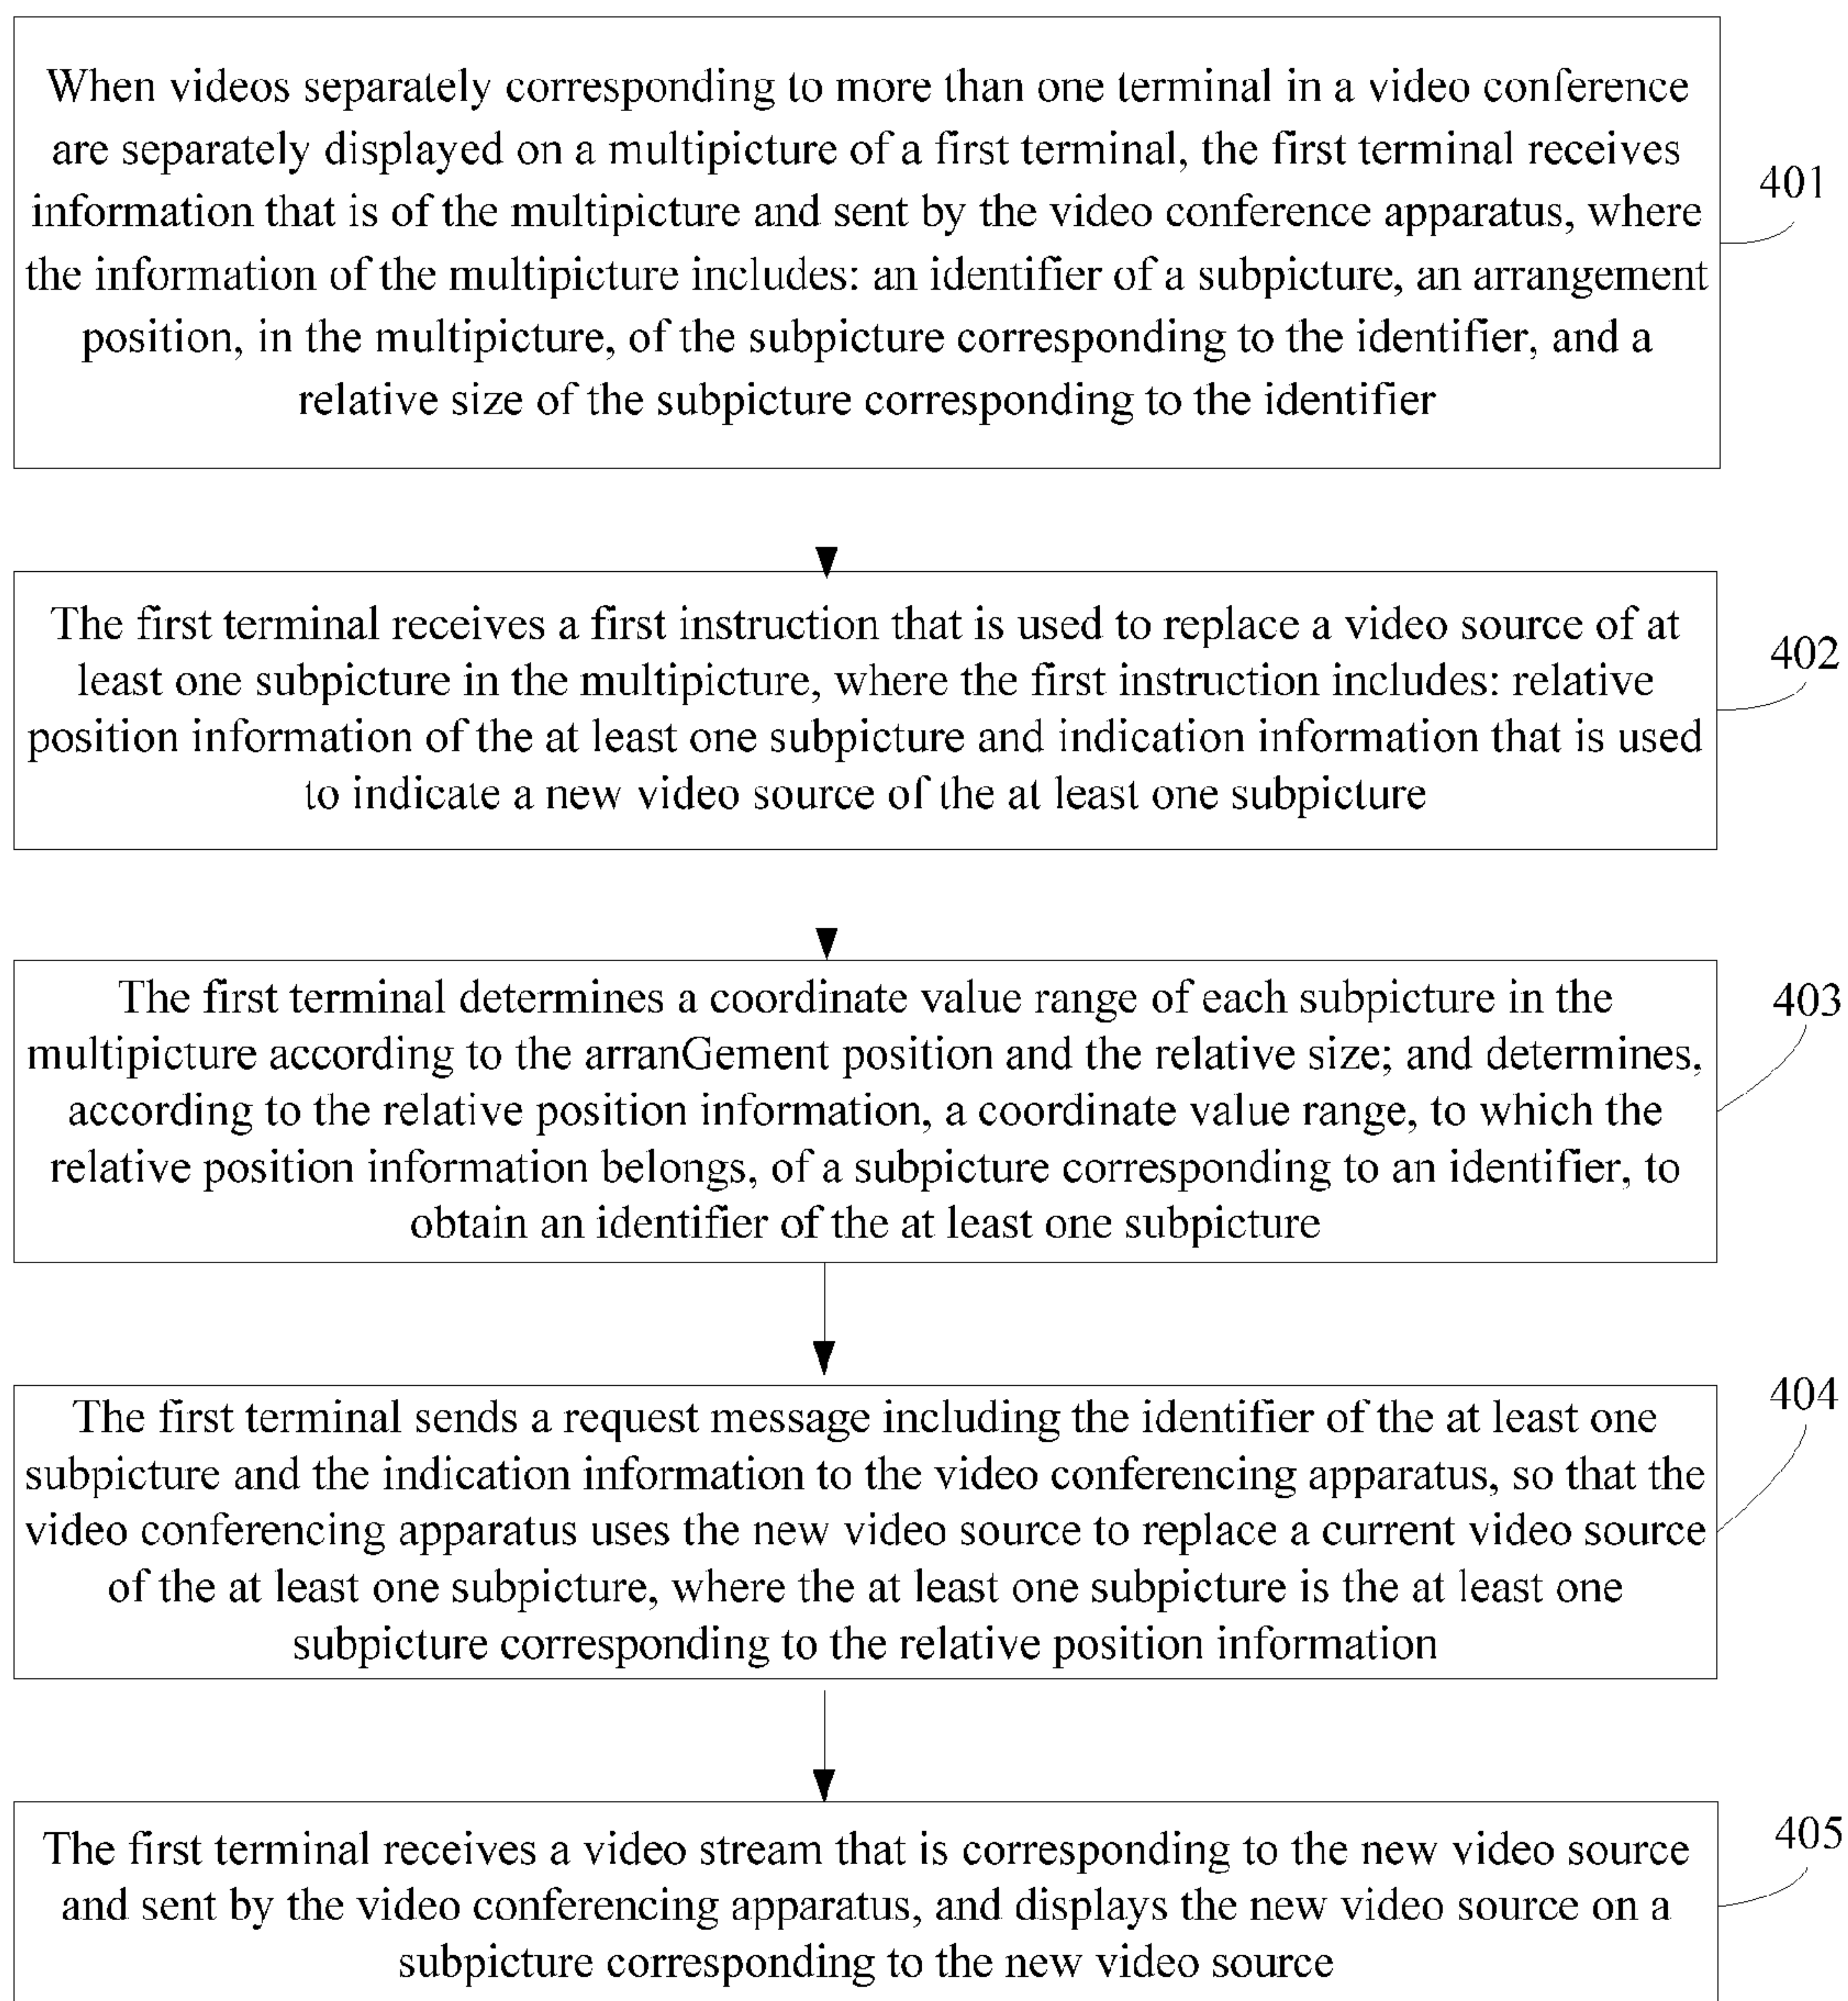 When videos separately corresponding to more than one terminal in a video conference
are separately displayed on a multipicture of a first terminal, the first terminal receives
information that is of the multipicture and sent by the video conference apparatus, where
the information of the multipicture includes: an identifier of a subpicture, an arrangement
position, in the multipicture, of the subpicture corresponding to the identifier, and a
relative size of the subpicture corresponding to the identifier
401
The first terminal receives a first instruction that is used to replace a video source of at
least one subpicture in the multipicture, where the first instruction includes: relative
position information of the at least one subpicture and indication information that is used
to indicate a new video source of the at least one subpicture
402
The first terminal determines a coordinate value range of each subpicture in the
multipicture according to the arranGement position and the relative size; and determines,
according to the relative position information, a coordinate value range, to which the
relative position information belongs, of a subpicture corresponding to an identifier, to
obtain an identifier of the at least one subpicture
403
The first terminal sends a request message including the identifier of the at least one
subpicture and the indication information to the video conferencing apparatus, so that the
video conferencing apparatus uses the new video source to replace a current video source
of the at least one subpicture, where the at least one subpicture is the at least one
subpicture corresponding to the relative position information
404
The first terminal receives a video stream that is corresponding to the new video source
and sent by the video conferencing apparatus, and displays the new video source on a
subpicture corresponding to the new video source
405